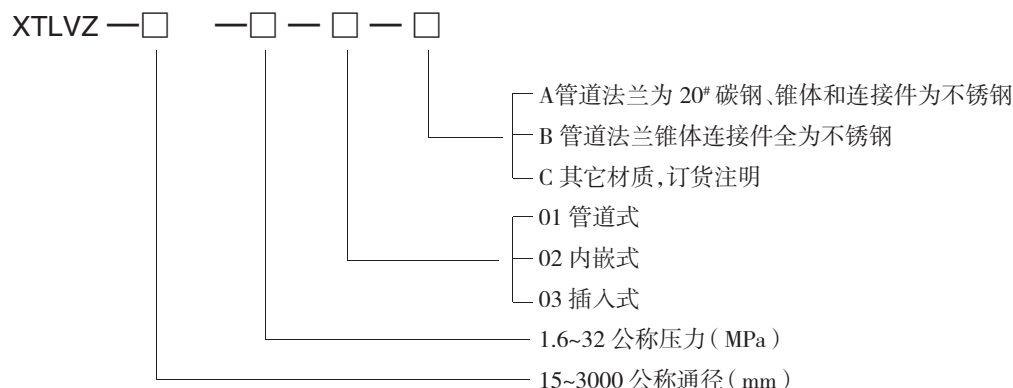 XTLVZ —□ —□—□—□
A管道法兰为 20# 碳钢、锥体和连接件为不锈钢
B 管道法兰锥体连接件全为不锈钢
C 其它材质,订货注明
01 管道式
02 内嵌式
03 插入式
1.6~32 公称压力( MPa )
15~3000 公称通径( mm )